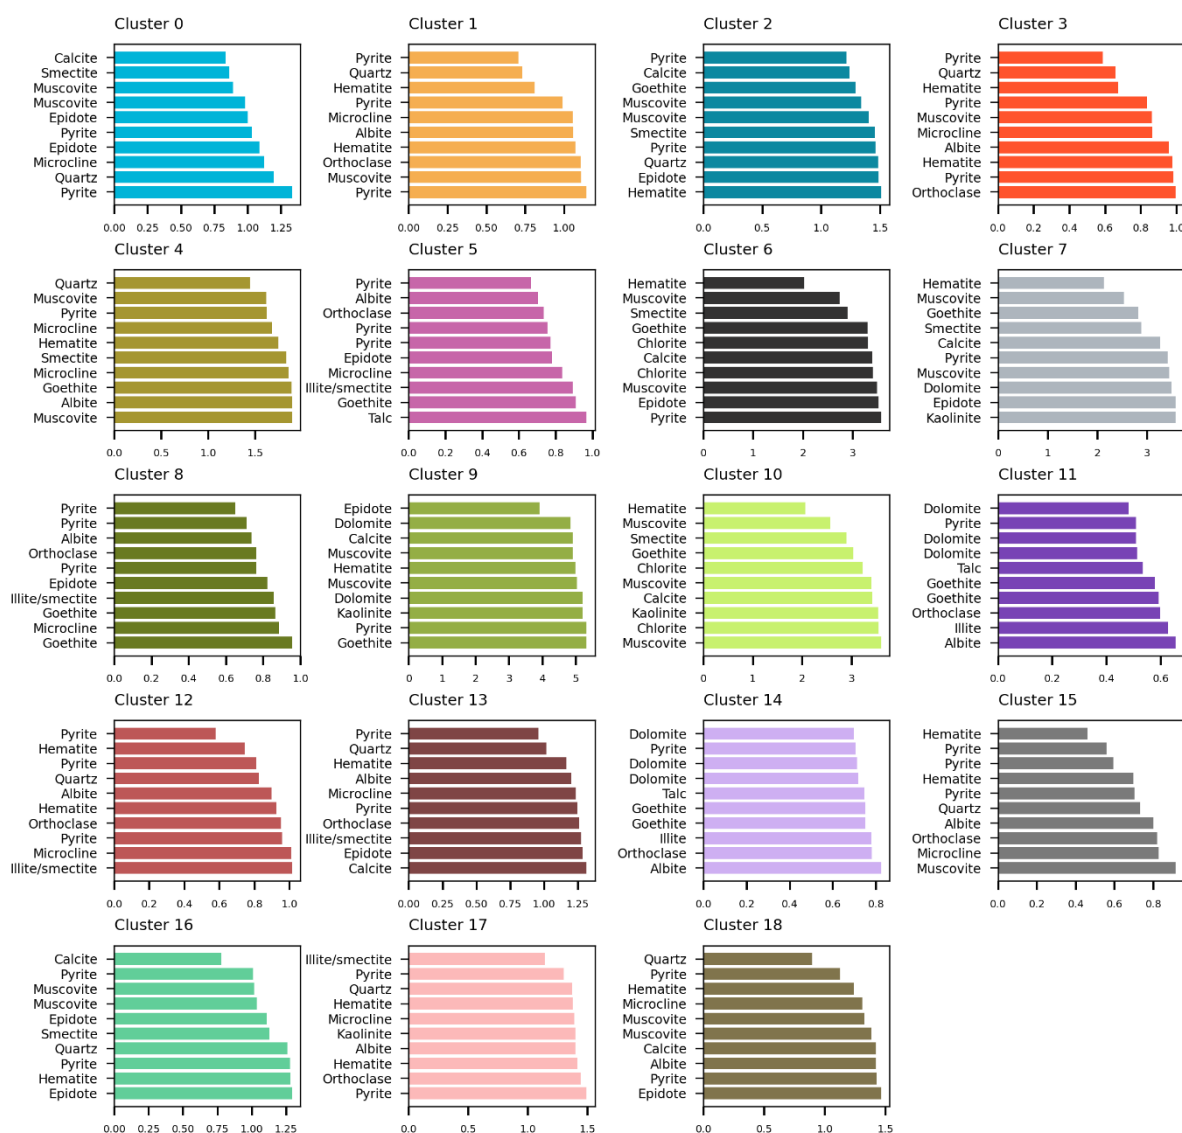 Cluster 0
Calcite
Smectite
Muscovite
Muscovite
Epidote
Pyrite
Epidote
Microcline
Quartz
Pyrite
0.00 0.25 0.50 0.75 1.00 1.25
Cluster 1
Pyrite
Quartz
Hematite
Pyrite
Microcline
Albite
Hematite
Orthoclase
Muscovite
Pyrite
0.00 0.25 0.50 0.75 1.00
Cluster 2
Pyrite
Calcite
Goethite
Muscovite
Muscovite
Smectite
Pyrite
Quartz
Epidote
Hematite
0.0 0.5 1.0 1.5
Cluster 3
Pyrite
Quartz
Hematite
Pyrite
Muscovite
Microcline
Albite
Hematite
Pyrite
Orthoclase
0.0 0.2 0.4 0.6 0.8 1.0
Cluster 4
Quartz
Muscovite
Pyrite
Microcline
Hematite
Smectite
Microcline
Goethite
Albite
Muscovite
0.0 0.5 1.0 1.5
Cluster 5
Pyrite
Albite
Orthoclase
Pyrite
Pyrite
Epidote
Microcline
Illite/smectite
Goethite
Talc
0.0 0.2 0.4 0.6 0.8 1.0
Cluster 6
Hematite
Muscovite
Smectite
Goethite
Chlorite
Calcite
Chlorite
Muscovite
Epidote
Pyrite
0 1 2 3
Cluster 7
Hematite
Muscovite
Goethite
Smectite
Calcite
Pyrite
Muscovite
Dolomite
Epidote
Kaolinite
0 1 2 3
Cluster 8
Pyrite
Pyrite
Albite
Orthoclase
Pyrite
Epidote
Illite/smectite
Goethite
Microcline
Goethite
0.0 0.2 0.4 0.6 0.8 1.0
Cluster 9
Epidote
Dolomite
Calcite
Muscovite
Hematite
Muscovite
Dolomite
Kaolinite
Pyrite
Goethite
0 1 2 3 4 5
Cluster 10
Hematite
Muscovite
Smectite
Goethite
Chlorite
Muscovite
Calcite
Kaolinite
Chlorite
Muscovite
0 1 2 3
Cluster 11
Dolomite
Pyrite
Dolomite
Dolomite
Talc
Goethite
Goethite
Orthoclase
Illite
Albite
0.0 0.2 0.4 0.6
Cluster 12
Pyrite
Hematite
Pyrite
Quartz
Albite
Hematite
Orthoclase
Pyrite
Microcline
Illite/smectite
0.0 0.2 0.4 0.6 0.8 1.0
Cluster 13
Pyrite
Quartz
Hematite
Albite
Microcline
Pyrite
Orthoclase
Illite/smectite
Epidote
Calcite
0.00 0.25 0.50 0.75 1.00 1.25
Cluster 14
Dolomite
Pyrite
Dolomite
Dolomite
Talc
Goethite
Goethite
Illite
Orthoclase
Albite
0.0 0.2 0.4 0.6 0.8
Cluster 15
Hematite
Pyrite
Pyrite
Hematite
Pyrite
Quartz
Albite
Orthoclase
Microcline
Muscovite
0.0 0.2 0.4 0.6 0.8
Cluster 16
Calcite
Pyrite
Muscovite
Muscovite
Epidote
Smectite
Quartz
Pyrite
Hematite
Epidote
0.00 0.25 0.50 0.75 1.00 1.25
Cluster 17
Illite/smectite
Pyrite
Quartz
Hematite
Microcline
Kaolinite
Albite
Hematite
Orthoclase
Pyrite
0.0 0.5 1.0 1.5
Cluster 18
Quartz
Pyrite
Hematite
Microcline
Muscovite
Muscovite
Calcite
Albite
Pyrite
Epidote
0.0 0.5 1.0 1.5